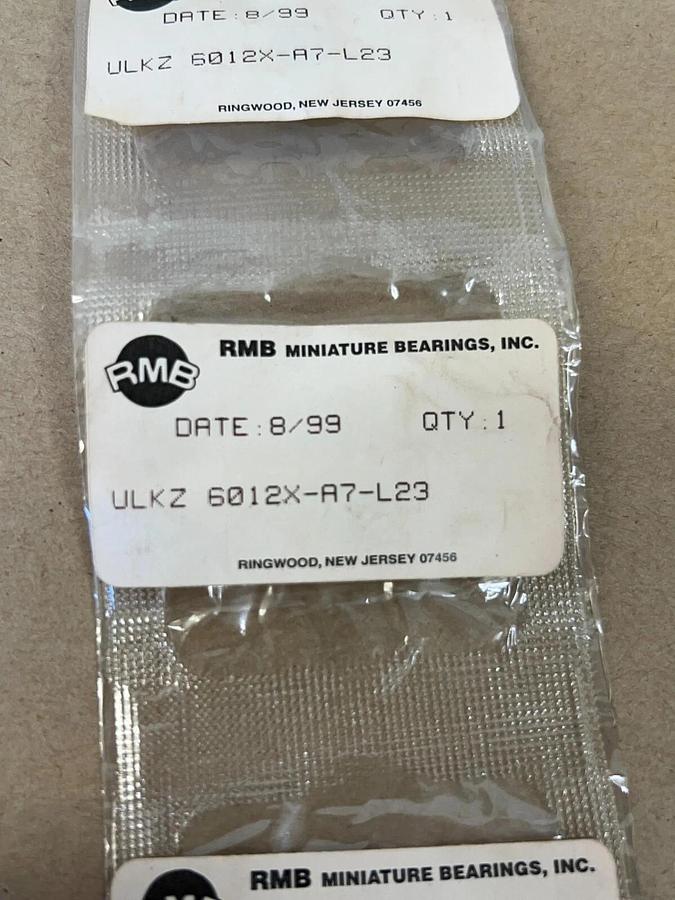 DATE:8/99 QTY:1
ULKZ 6012X-A7-L23
RINGWOOD, NEW JERSEY 07456
RMB
RMB MINIATURE BEARINGS, INC.
DATE:8/99 QTY:1
ULKZ 6012X-A7-L23
RINGWOOD, NEW JERSEY 07456
RMB MINIATURE BEARINGS, INC.